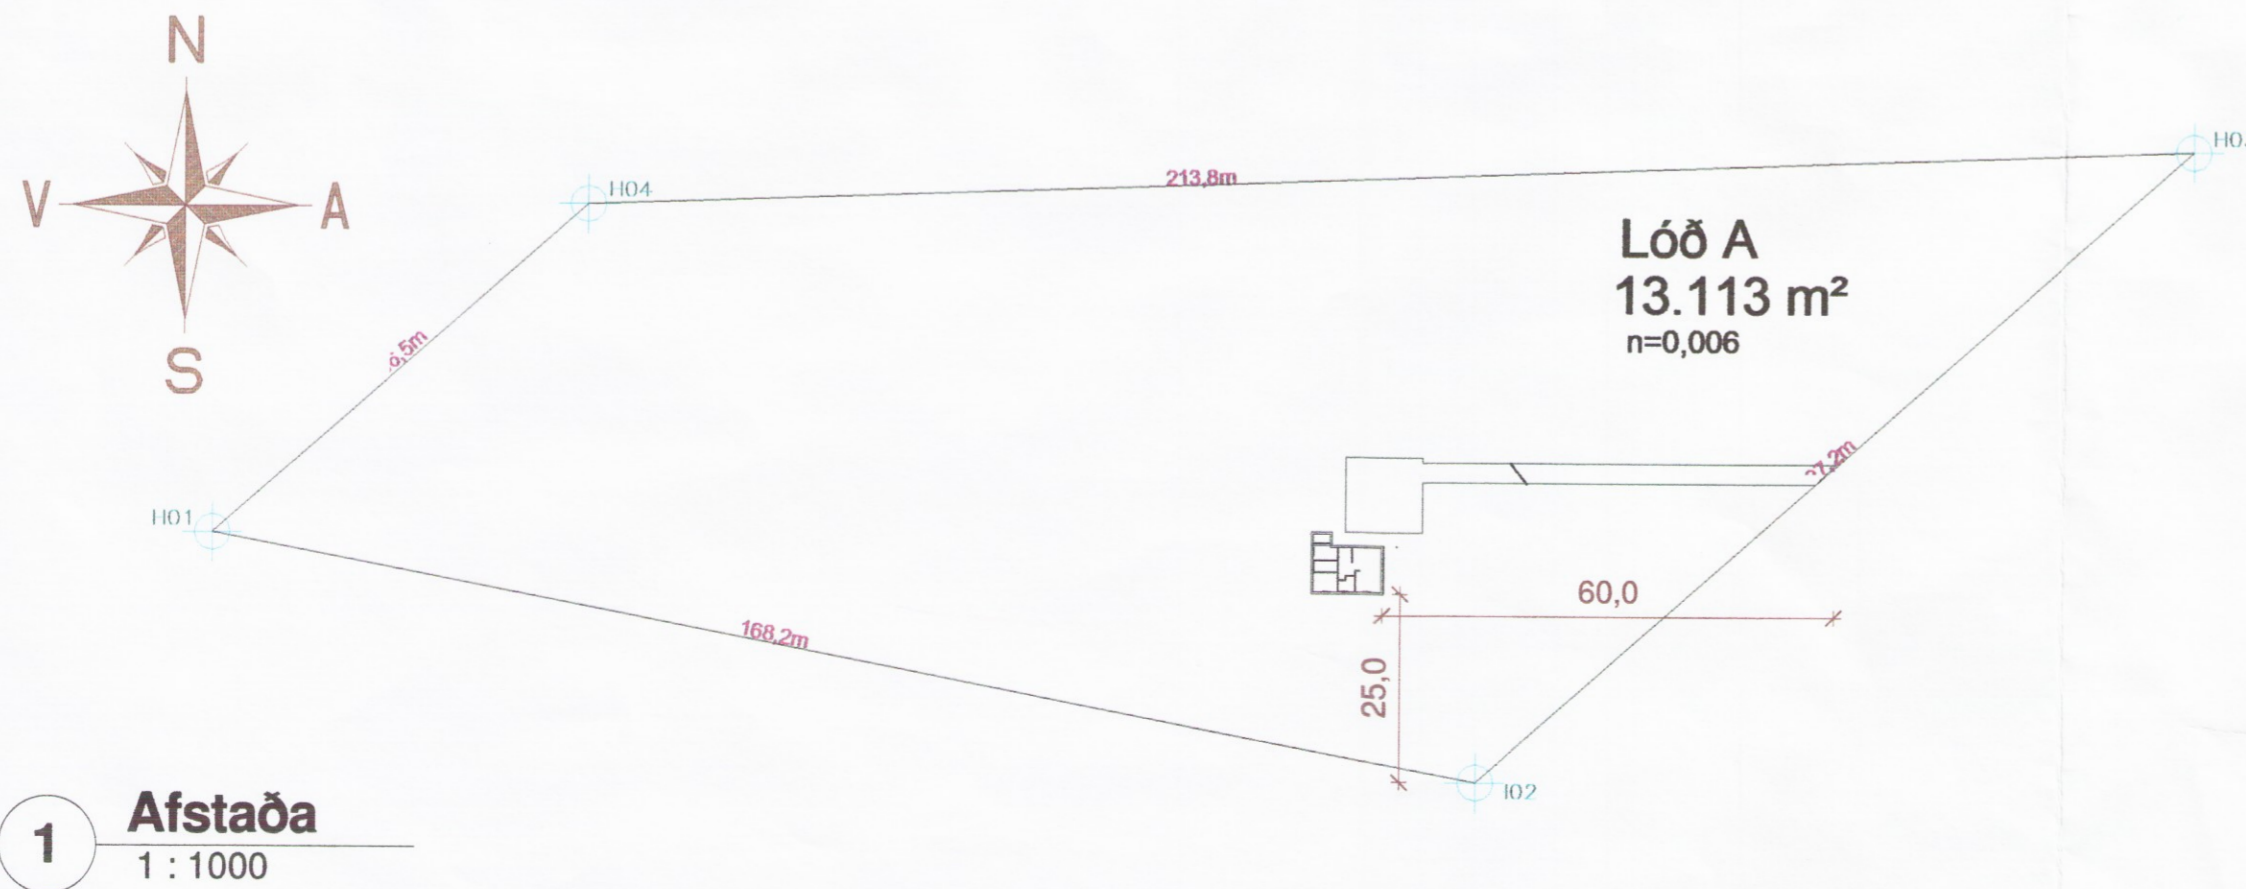 N
V
A
S
H04
213,8m
Lóð A
13.113 m²
n=0,006
H01
168,2m
60,0
25,0
1
Afstaða
1 : 1000